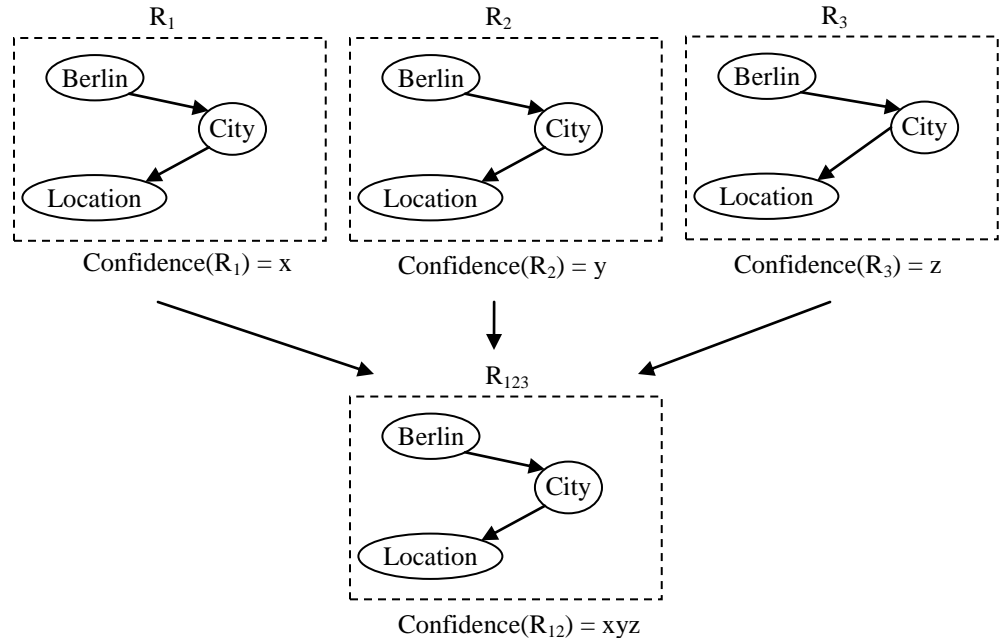 R₁
R₂
R₃
Berlin
City
Location
Berlin
City
Location
Berlin
City
Location
Confidence(R₁) = x
Confidence(R₂) = y
Confidence(R₃) = z
R₁₂₃
Berlin
City
Location
Confidence(R₁₂) = xyz